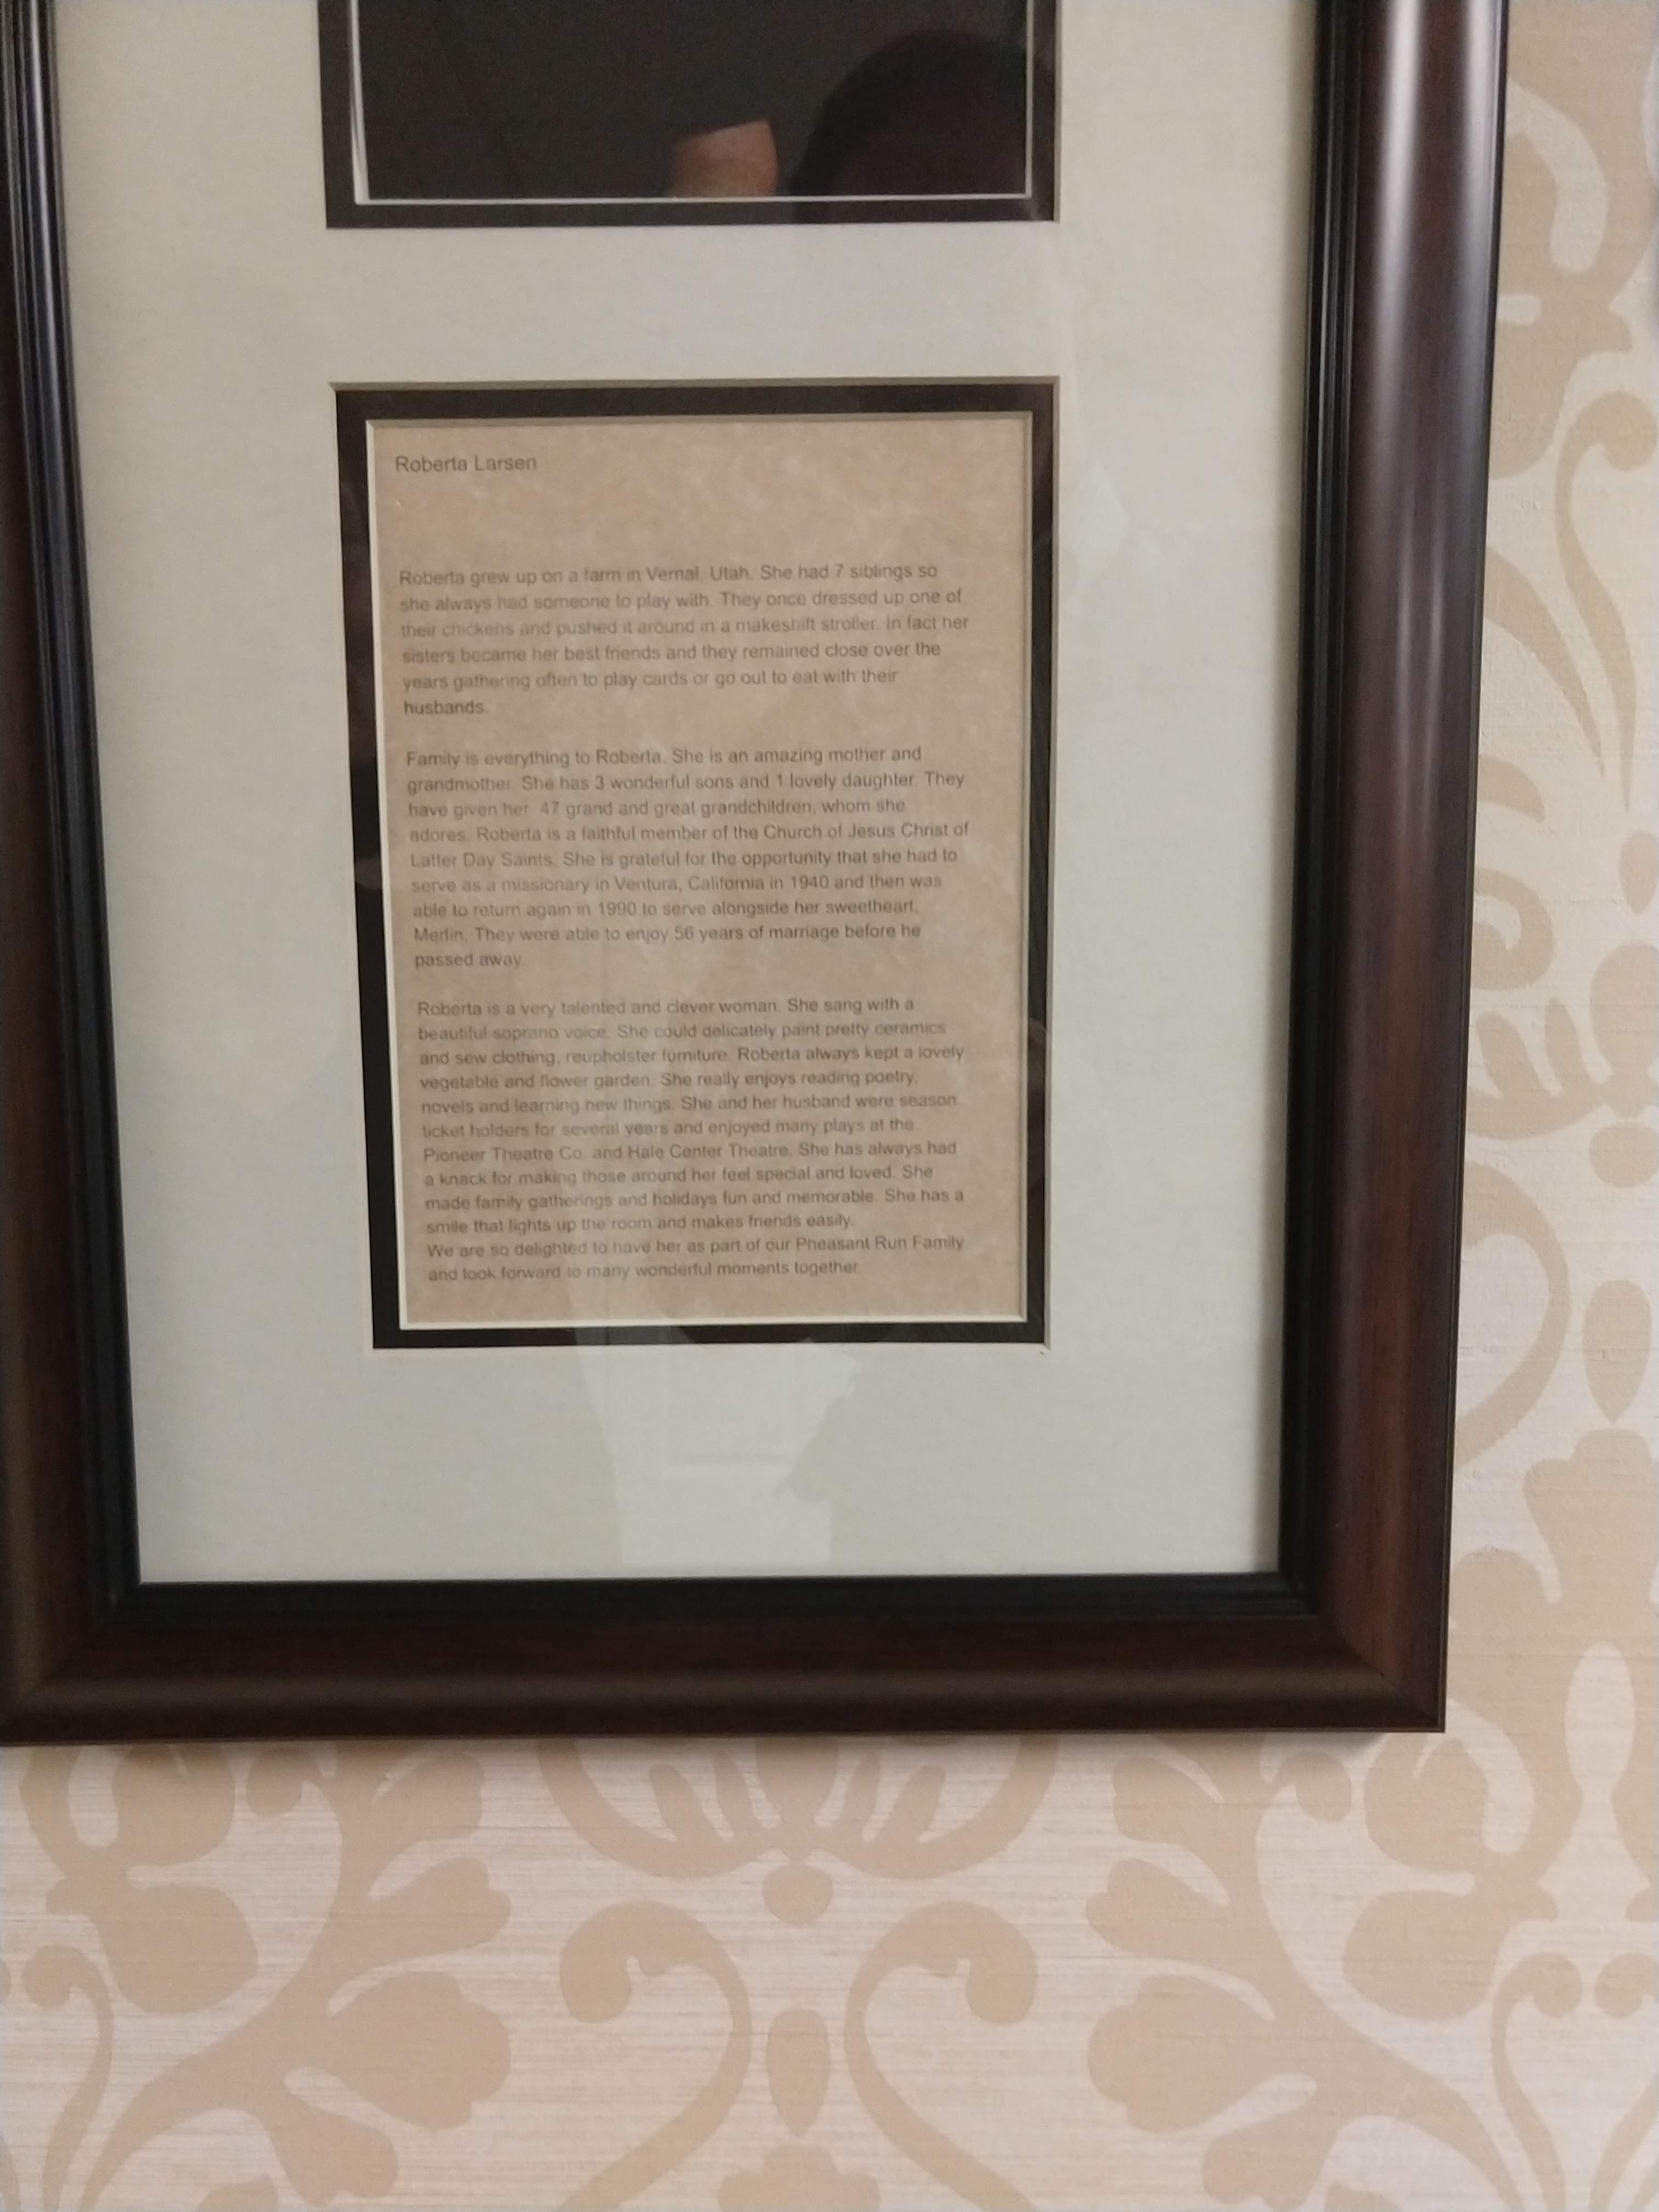 Roberta Larsen
Roberta grew up on a farm in Vernal, Utah. She had 7 siblings so
she always had someone to play with. They once dressed up one of
their chickens and pushed it around in a makeshift stroller. In fact her
sisters became her best friends and they remained close over the
years gathering often to play cards or go out to eat with their
husbands.
Family is everything to Roberta. She is an amazing mother and
grandmother. She has 3 wonderful sons and 1 lovely daughter. They
have given her 47 grand and great grandchildren, whom she
adores. Roberta is a faithful member of the Church of Jesus Christ of
Latter Day Saints. She is grateful for the opportunity that she had to
serve as a missionary in Ventura, California in 1940 and then was
able to return again in 1990 to serve alongside her sweetheart,
Merlin. They were able to enjoy 56 years of marriage before he
passed away.
Roberta is a very talented and clever woman. She sang with a
beautiful soprano voice. She could delicately paint pretty ceramics
and sew clothing, reupholster furniture. Roberta always kept a lovely
vegetable and flower garden. She really enjoys reading poetry,
novels and learning new things. She and her husband were season
ticket holders for several years and enjoyed many plays at the
Pioneer Theatre Co. and Hale Center Theatre. She has always had
a knack for making those around her feel special and loved. She
made family gatherings and holidays fun and memorable. She has a
smile that lights up the room and makes friends easily.
We are so delighted to have her as part of our Pheasant Run Family
and look forward to many wonderful moments together.